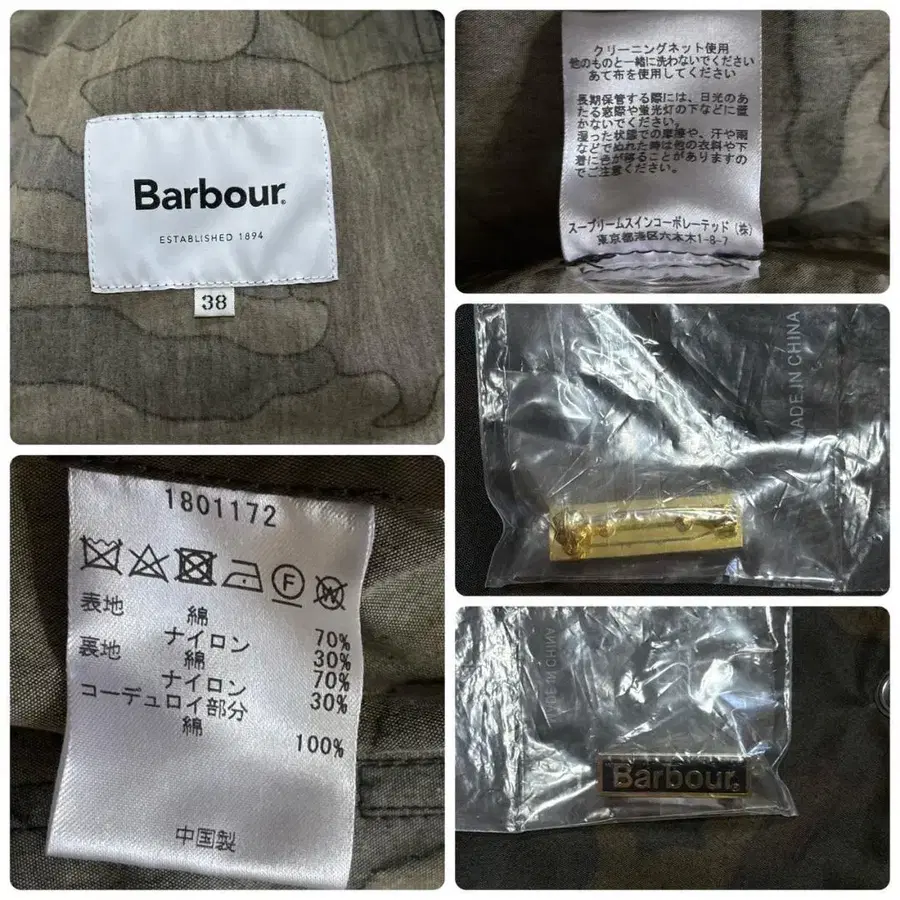 Barbour®
ESTABLISHED 1894
38
クリーニングネット使用
他のものと一緒に洗わないでください
あて布を使用してください
長期保管する際には、日光のあ
たる窓際や蛍光灯の下などに置
かないでください。
湿った状態での摩擦や、汗や雨
などでぬれた時は他の衣料や下
着に色が移ることがありますの
でご注意ください。
スープリームスインコーポレーテッド(株)
東京都港区六本木1-8-7
MADE IN CHINA
1801172
F
W
表地 綿 70%
ナイロン 30%
裏地 綿 70%
ナイロン 30%
コーデュロイ部分
綿 100%
中国製
MADE IN CHINA
Barbour®